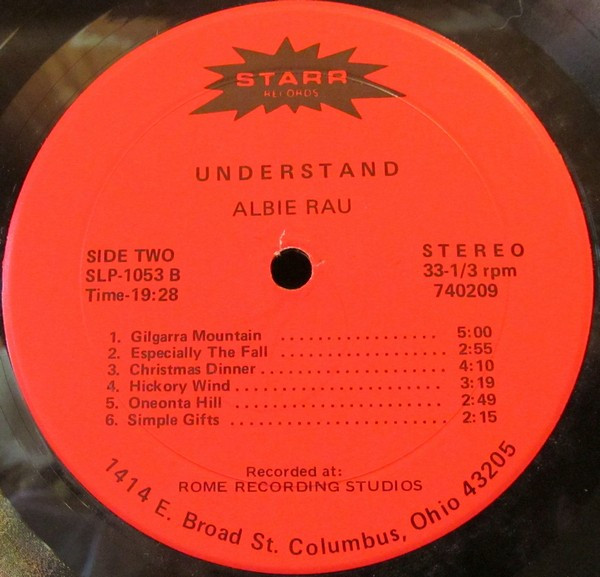 STARR
RECORDS
UNDERSTAND
ALBIE RAU
SIDE TWO
SLP-1053 B
Time-19:28
STEREO
33-1/3 rpm
740209
1. Gilgarra Mountain .................. 5:00
2. Especially The Fall .................. 2:55
3. Christmas Dinner ........................ 4:10
4. Hickory Wind ........................... 3:19
5. Oneonta Hill ........................... 2:49
6. Simple Gifts ............................ 2:15
Recorded at:
ROME RECORDING STUDIOS
1414 E. Broad St. Columbus, Ohio 43205